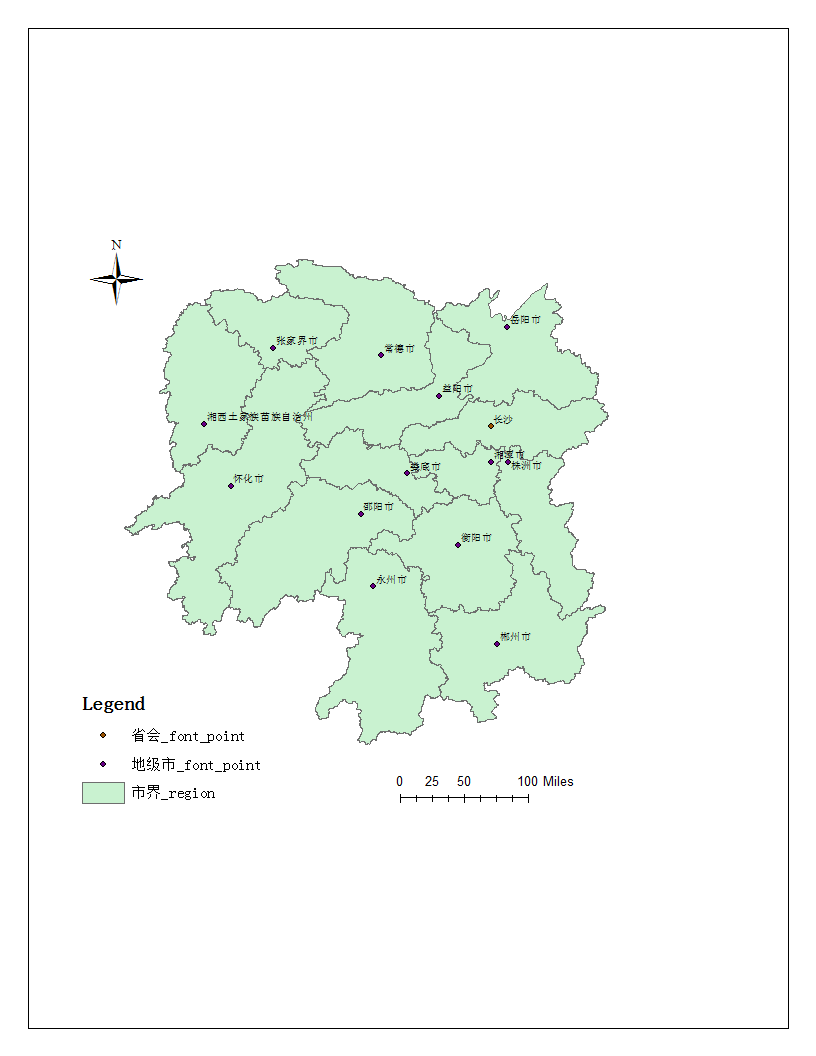 N
岳阳市
张家界市
常德市
益阳市
湘西土家族苗族自治州
长沙
湘潭市
株洲市
娄底市
怀化市
邵阳市
衡阳市
永州市
郴州市
Legend
省会_font_point
地级市_font_point
市界_region
0 25 50 100 Miles